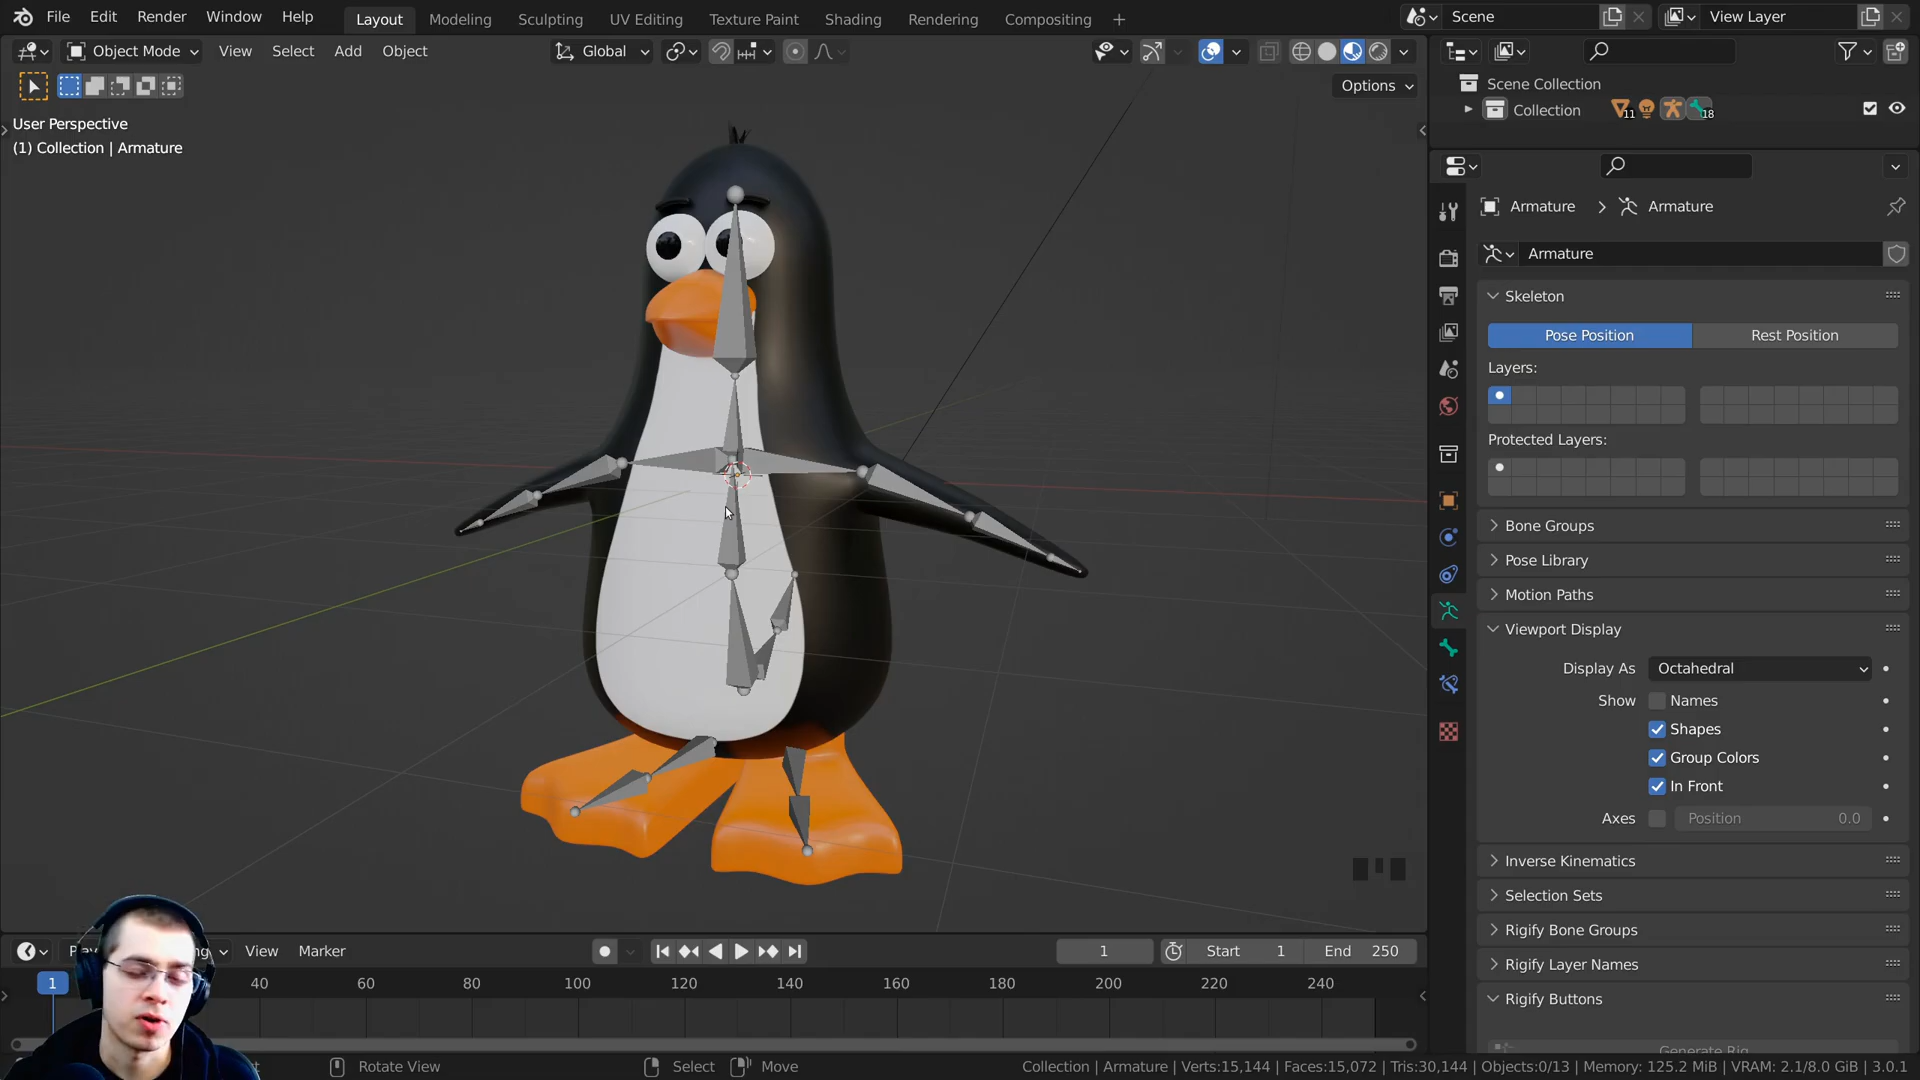 File Edit Render Window Help Layout Modeling Sculpting UV Editing Texture Paint Shading Rendering Compositing + Scene View Layer
Object Mode View Select Add Object Global
Options
User Perspective
(1) Collection | Armature
Scene Collection
Collection 11 18
Armature > Armature
Armature
Skeleton
Pose Position Rest Position
Layers:
Protected Layers:
Bone Groups
Pose Library
Motion Paths
Viewport Display
Display As Octahedral
Show Names
Shapes
Group Colors
In Front
Axes Position 0.0
Inverse Kinematics
Selection Sets
Rigify Bone Groups
Rigify Layer Names
Rigify Buttons
Generate Rig
View Marker 1 Start 1 End 250
1 40 60 80 100 120 140 160 180 200 220 240
Rotate View Select Move Collection | Armature | Verts:15,144 | Faces:15,072 | Tris:30,144 | Objects:0/13 | Memory: 125.2 MiB | VRAM: 2.1/8.0 GiB | 3.0.1